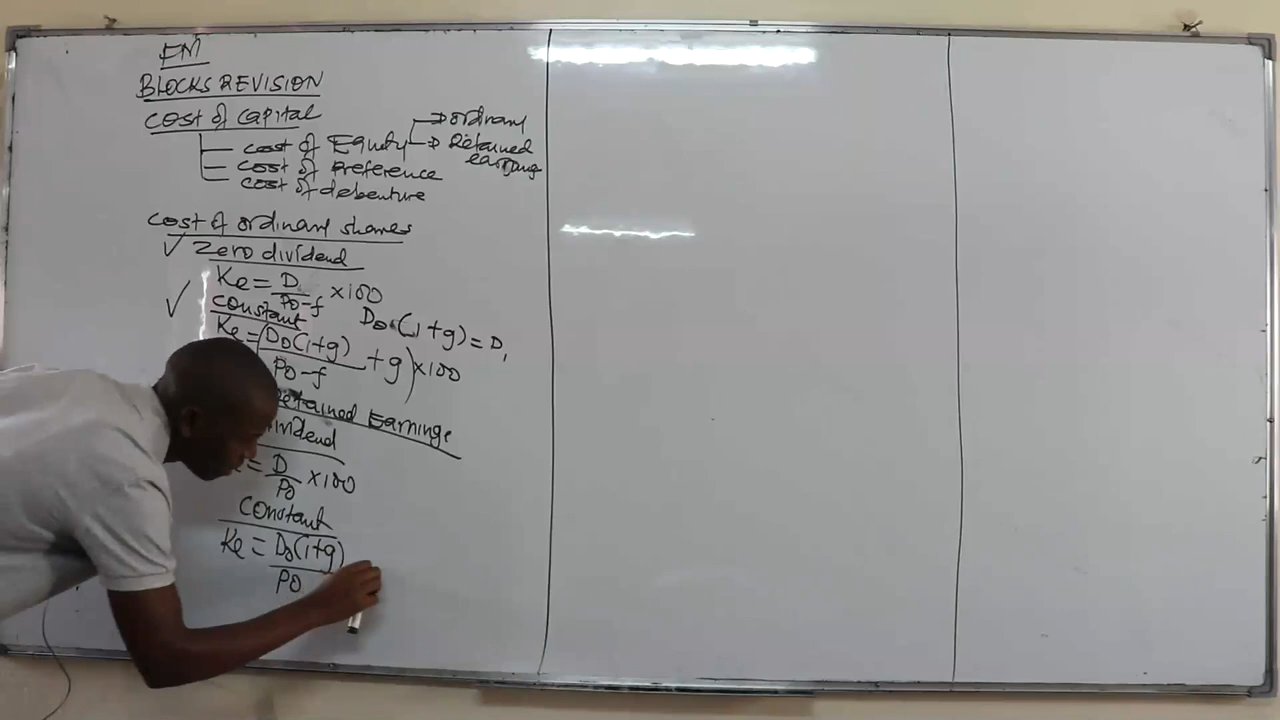 FM
BLOCKS REVISION
COST of CAPITAL
cost of Equity → ordinary
→ Retained earnings
cost of Preference
cost of debenture
Cost of ordinary shares
✓ Zero dividend
Ke = D / Po-f × 100
✓ constant
Do(1+g) = D1
Ke = (Do(1+g) / Po-f + g) × 100
Retained Earnings
dividend
= D / Po × 100
Constant
Ke = Do(1+g) / Po